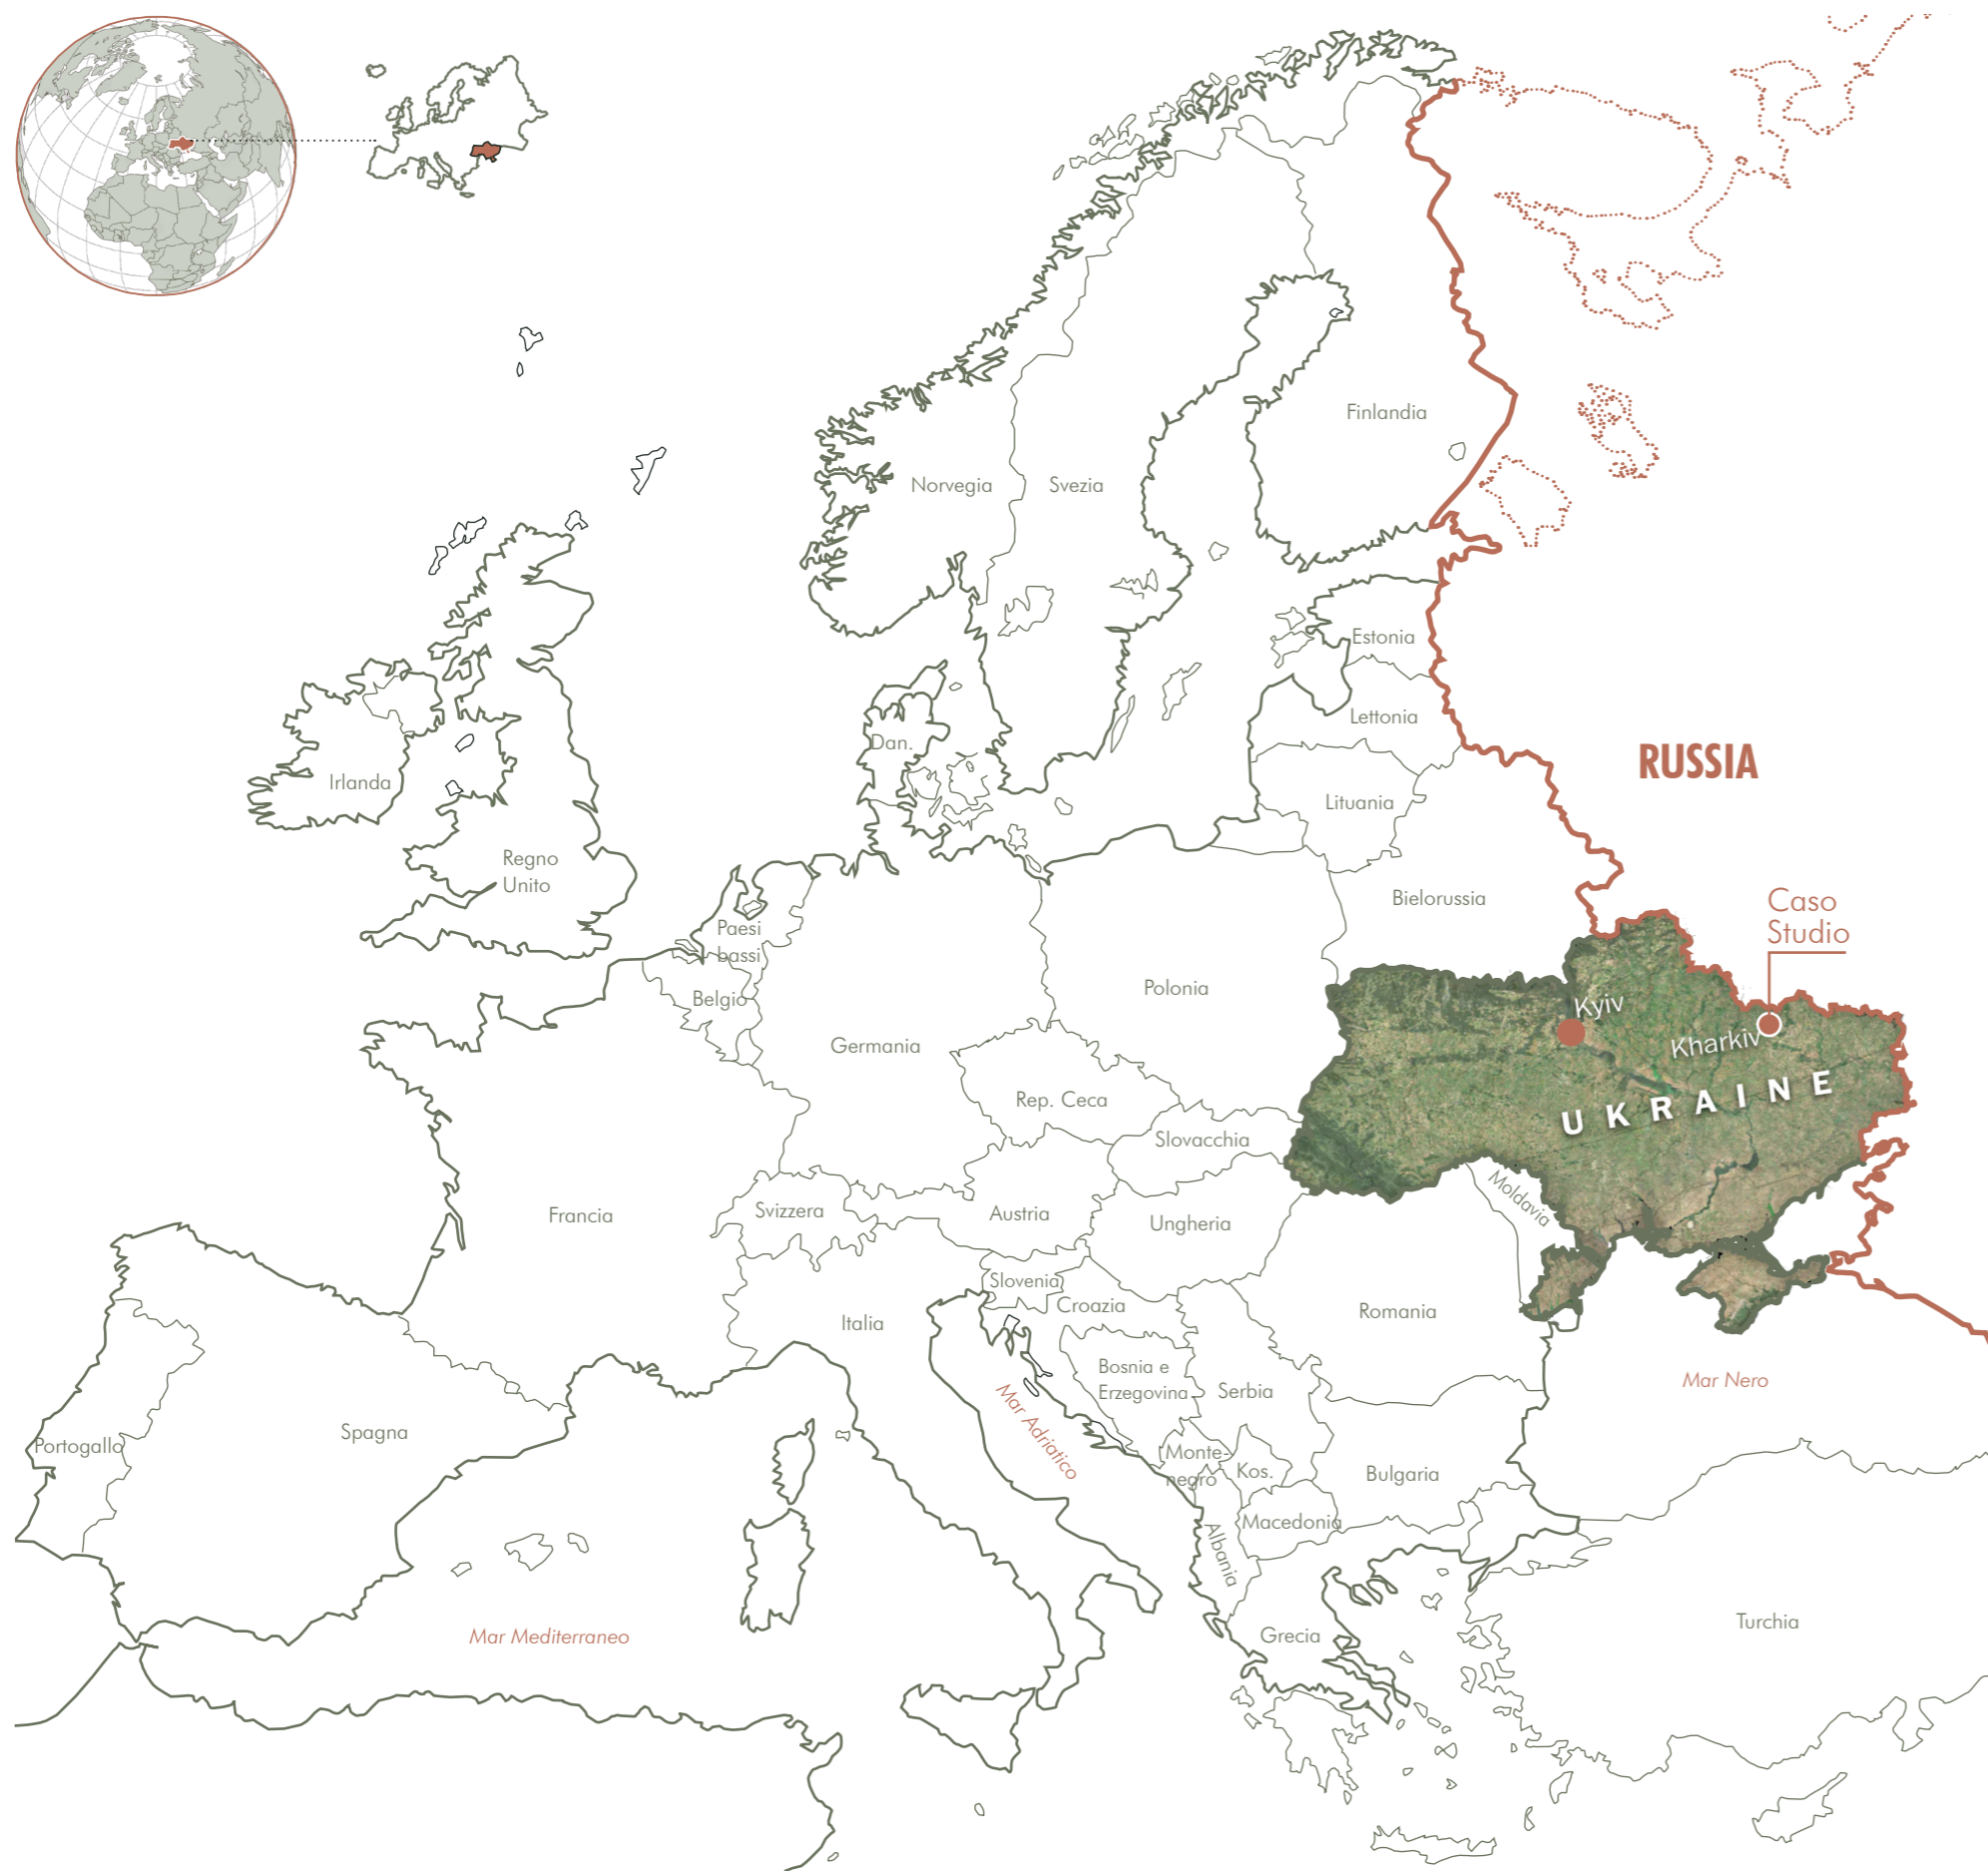 Finlandia
Norvegia
Svezia
Estonia
Lettonia
Dan.
RUSSIA
Irlanda
Lituania
Regno
Unito
Bielorussia
Caso
Studio
Paesi
bassi
Belgio
Polonia
Kyiv
Kharkiv
Germania
UKRAINE
Rep. Ceca
Slovacchia
Moldavia
Francia
Svizzera
Austria
Ungheria
Slovenia
Croazia
Romania
Italia
Bosnia e
Erzegovina
Serbia
Mar Nero
Mar Adriatico
Spagna
Portogallo
Monte-
negro
Kos.
Bulgaria
Macedonia
Albania
Mar Mediterraneo
Grecia
Turchia